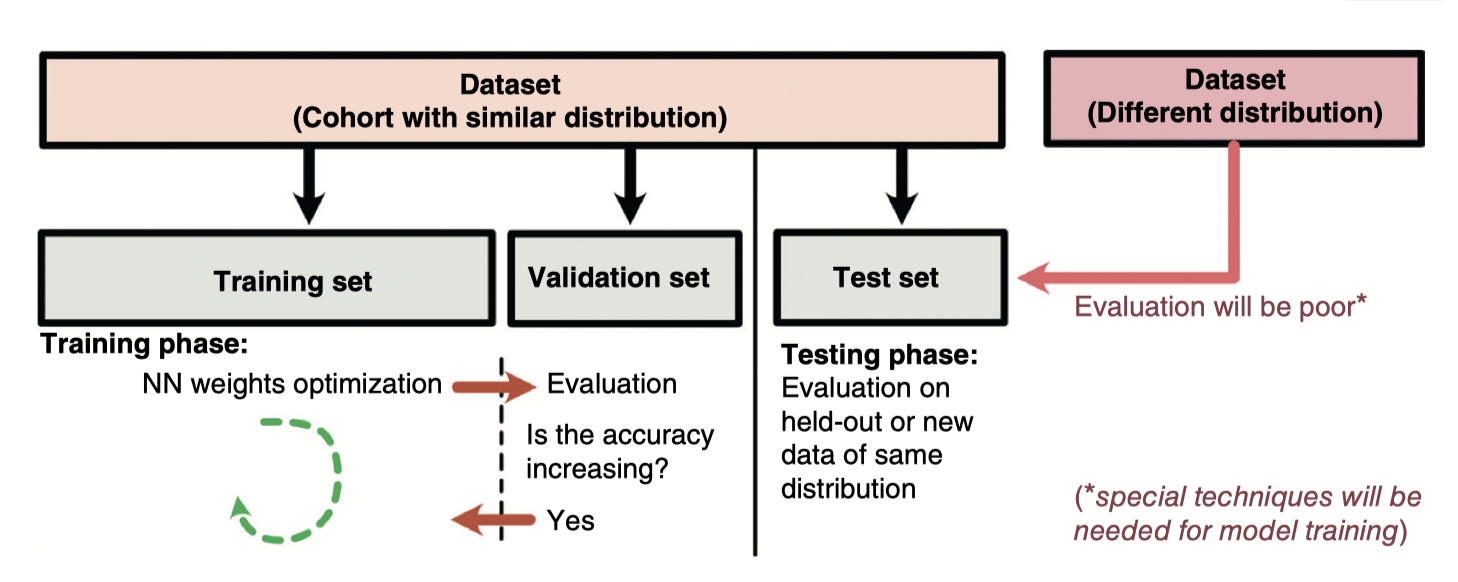 Dataset
(Cohort with similar distribution)
Dataset
(Different distribution)
Training set
Validation set
Test set
Evaluation will be poor*
Training phase:
NN weights optimization
Evaluation
Is the accuracy
increasing?
Yes
Testing phase:
Evaluation on
held-out or new
data of same
distribution
(*special techniques will be
needed for model training)